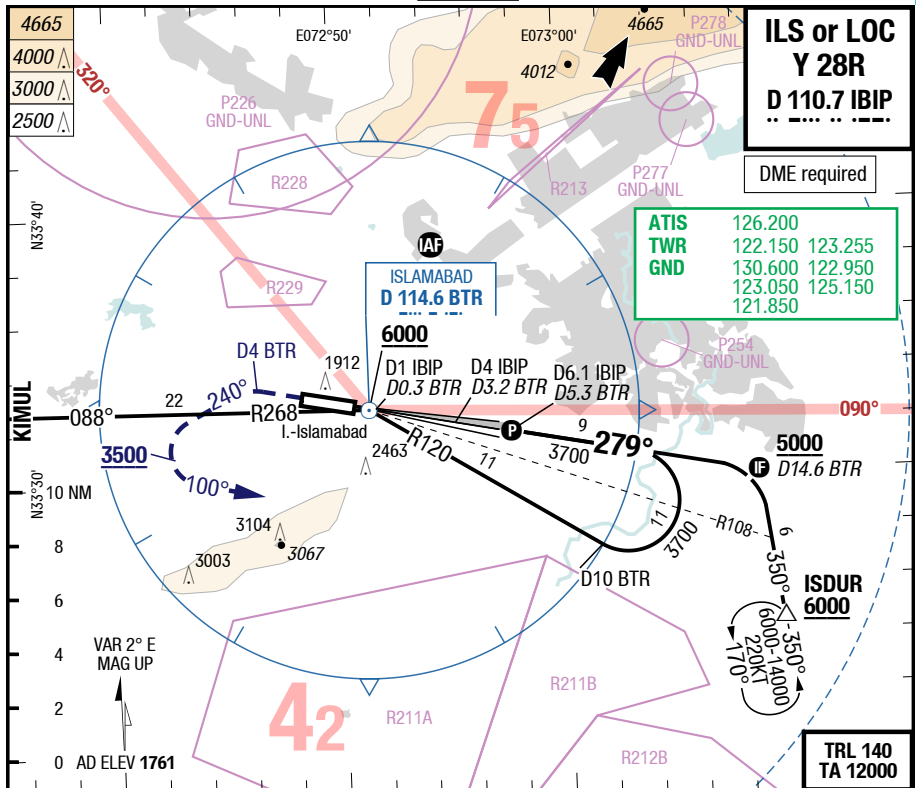 4665
4000
3000
2500
ILS or LOC
Y 28R
D 110.7 IBIP
DME required
ATIS 126.200
TWR 122.150 123.255
GND 130.600 122.950
123.050 125.150
121.850
E072°50'
E073°00'
4665
4012
P278
GND-UNL
P277
GND-UNL
P226
GND-UNL
R228
R213
R229
P254
GND-UNL
75
320°
N33°40'
IAF
ISLAMABAD
D 114.6 BTR
6000
D1 IBIP
D0.3 BTR
D4 IBIP
D3.2 BTR
D6.1 IBIP
D5.3 BTR
D4 BTR
1912
240°
22
088°
R268
I.-Islamabad
KIMUL
3500
100°
2463
R120
11
P
9
3700
279°
090°
5000
D14.6 BTR
IF
11
3700
R108
6
350°
D10 BTR
ISDUR
6000
350°
6000-14000
220KT
170°
N33°30'
10 NM
8
6
4
2
0
3104
3067
3003
VAR 2° E
MAG UP
AD ELEV 1761
42
R211A
R211B
R212B
TRL 140
TA 12000